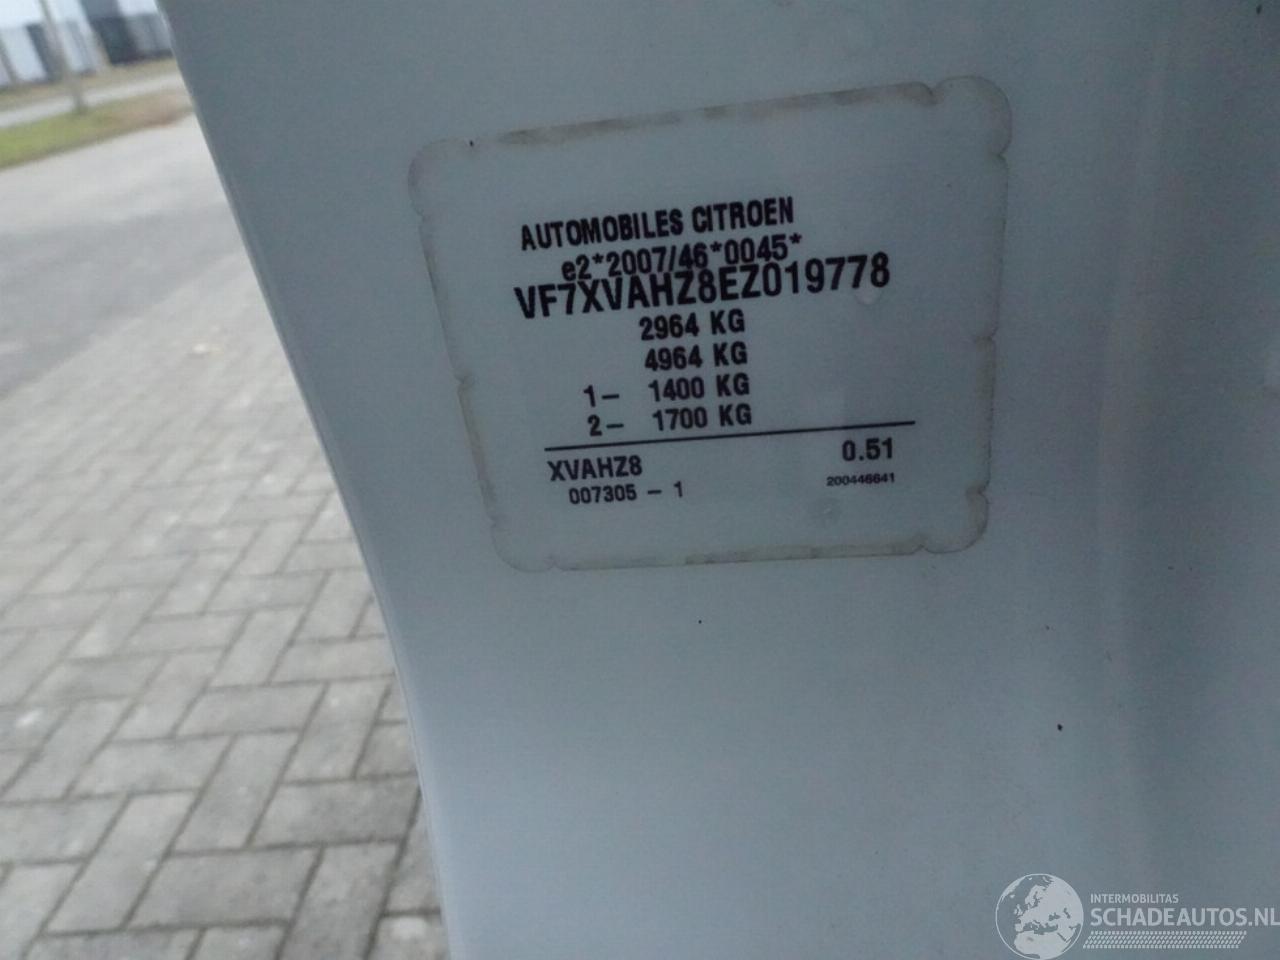 AUTOMOBILES CITROEN
e2*2007/46*0045*
VF7XVAHZ8EZ019778
2964 KG
4964 KG
1- 1400 KG
2- 1700 KG
XVAHZ8 0.51
007305 - 1 200446641
INTERMOBILITAS
SCHADEAUTOS.NL